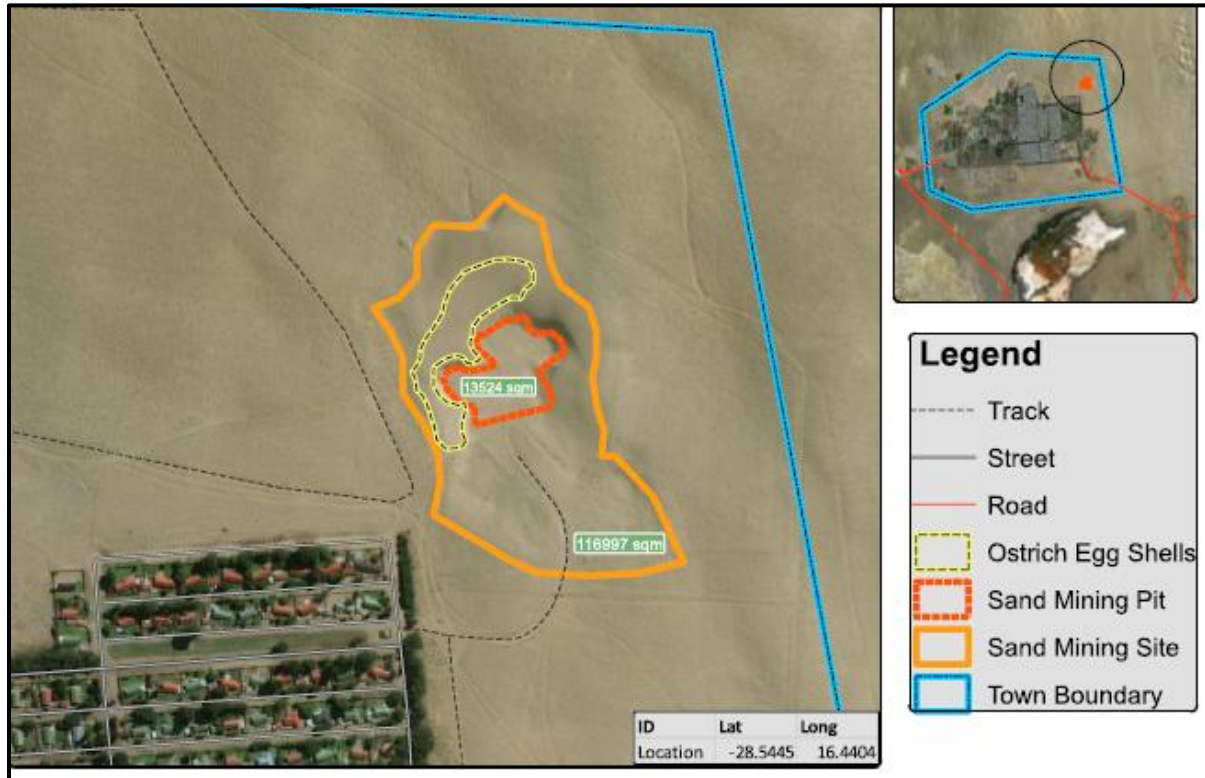 13524 sqm
116997 sqm
ID Lat Long
Location -28.5445 16.4404
Legend
Track
Street
Road
Ostrich Egg Shells
Sand Mining Pit
Sand Mining Site
Town Boundary